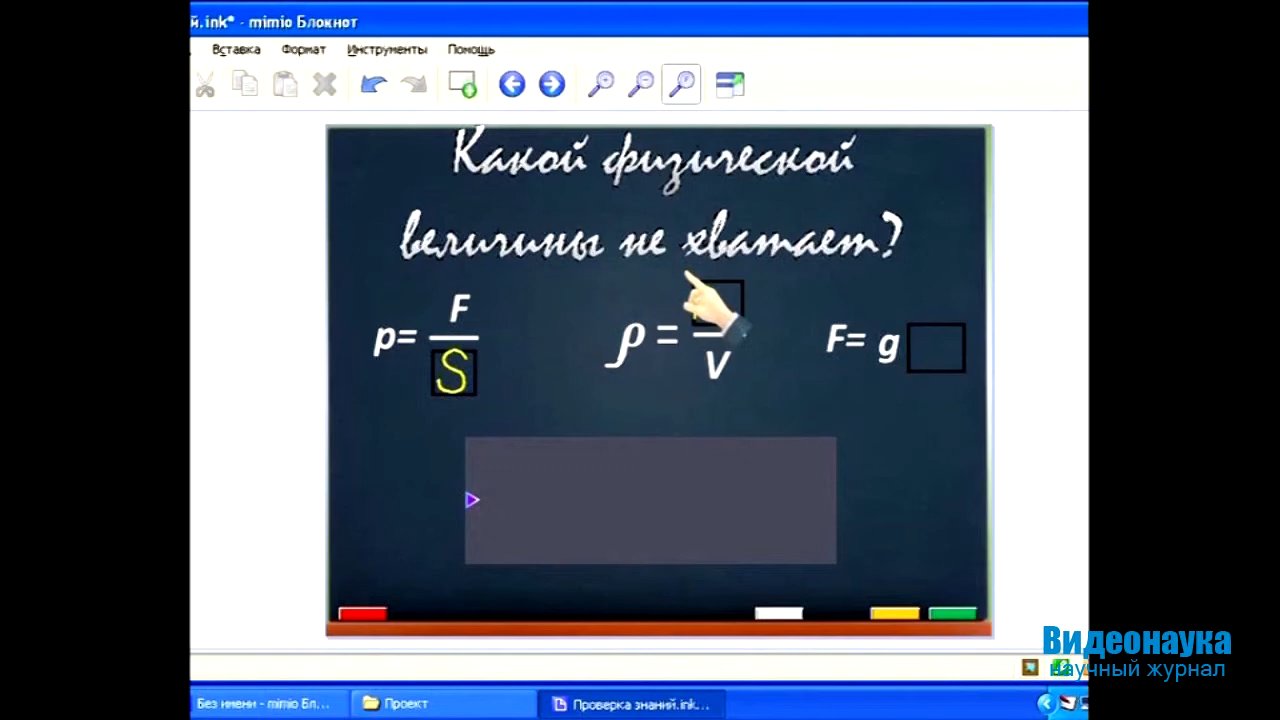 й.ink* - mimio Блокнот
Вставка Формат Инструменты Помощь
Какой физической
величины не хватает?
p= F
S
ρ =
V
F= g
Видеонаука
научный журнал
Без имени - mimio Бл... Проект Проверка знаний.ink...